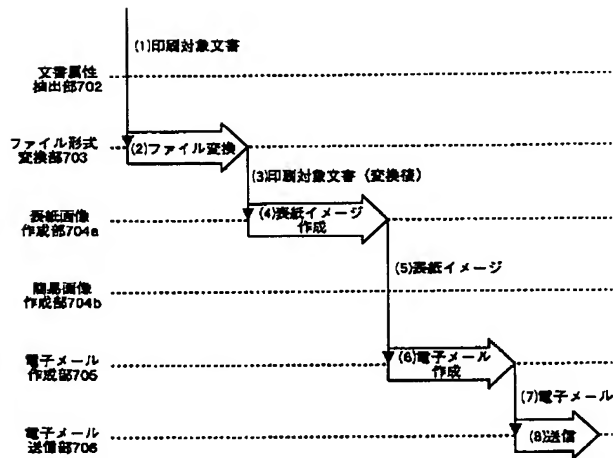 (1)印刷対象文書
文書属性
抽出部702
ファイル形式
変換部703
(2)ファイル変換
(3)印刷対象文書（変換後）
表紙画像
作成部704a
(4)表紙イメージ
作成
(5)表紙イメージ
簡易画像
作成部704b
電子メール
作成部705
(6)電子メール
作成
(7)電子メール
電子メール
送信部706
(8)送信